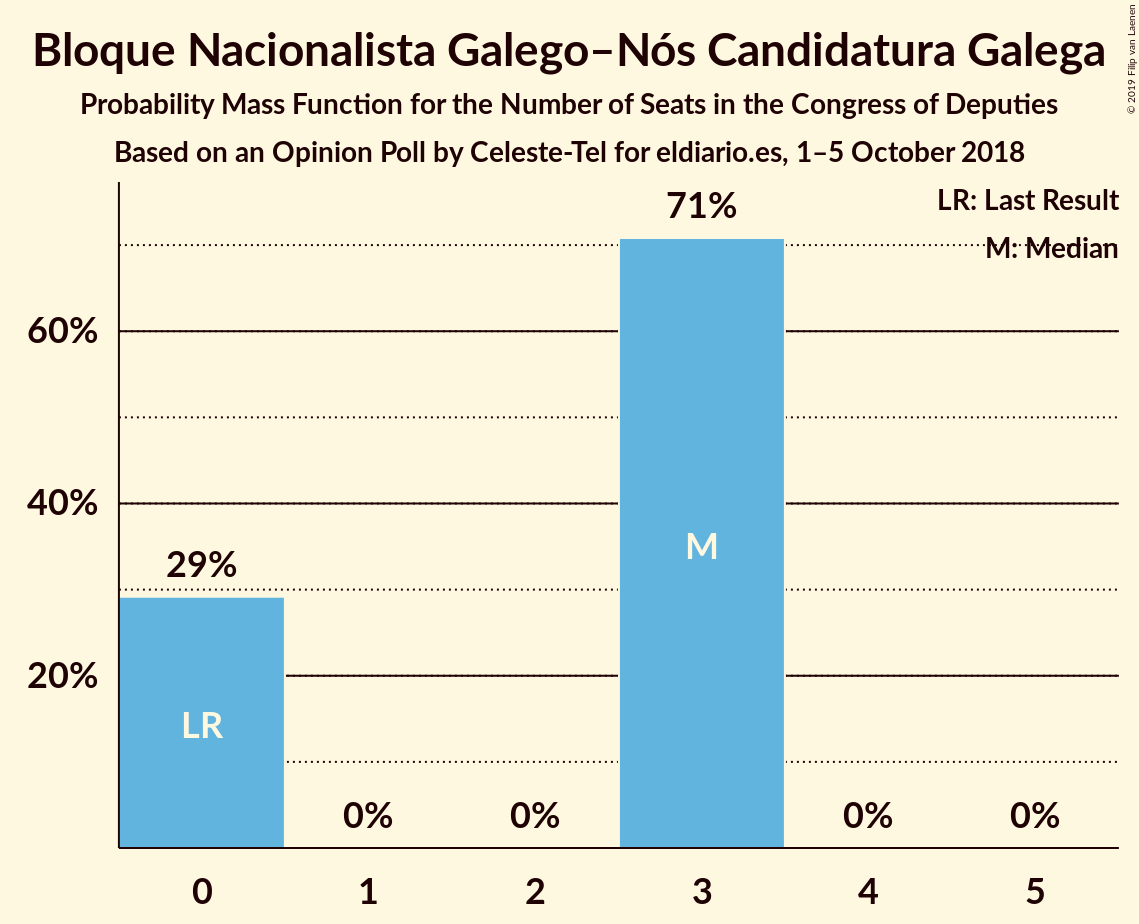 Bloque Nacionalista Galego–Nós Candidatura Galega
Probability Mass Function for the Number of Seats in the Congress of Deputies
Based on an Opinion Poll by Celeste-Tel for eldiario.es, 1–5 October 2018
© 2019 Filip van Laenen
LR: Last Result
M: Median
71%
60%
40%
29%
20%
M
LR
0%
0%
0%
0%
0
1
2
3
4
5